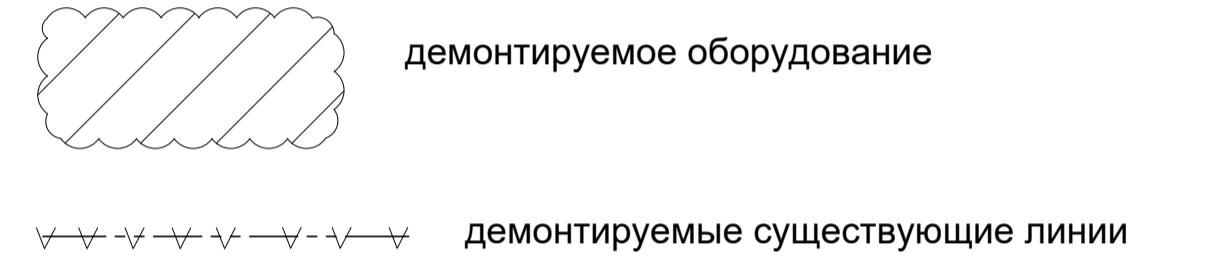 демонтируемое оборудование
демонтируемые существующие линии